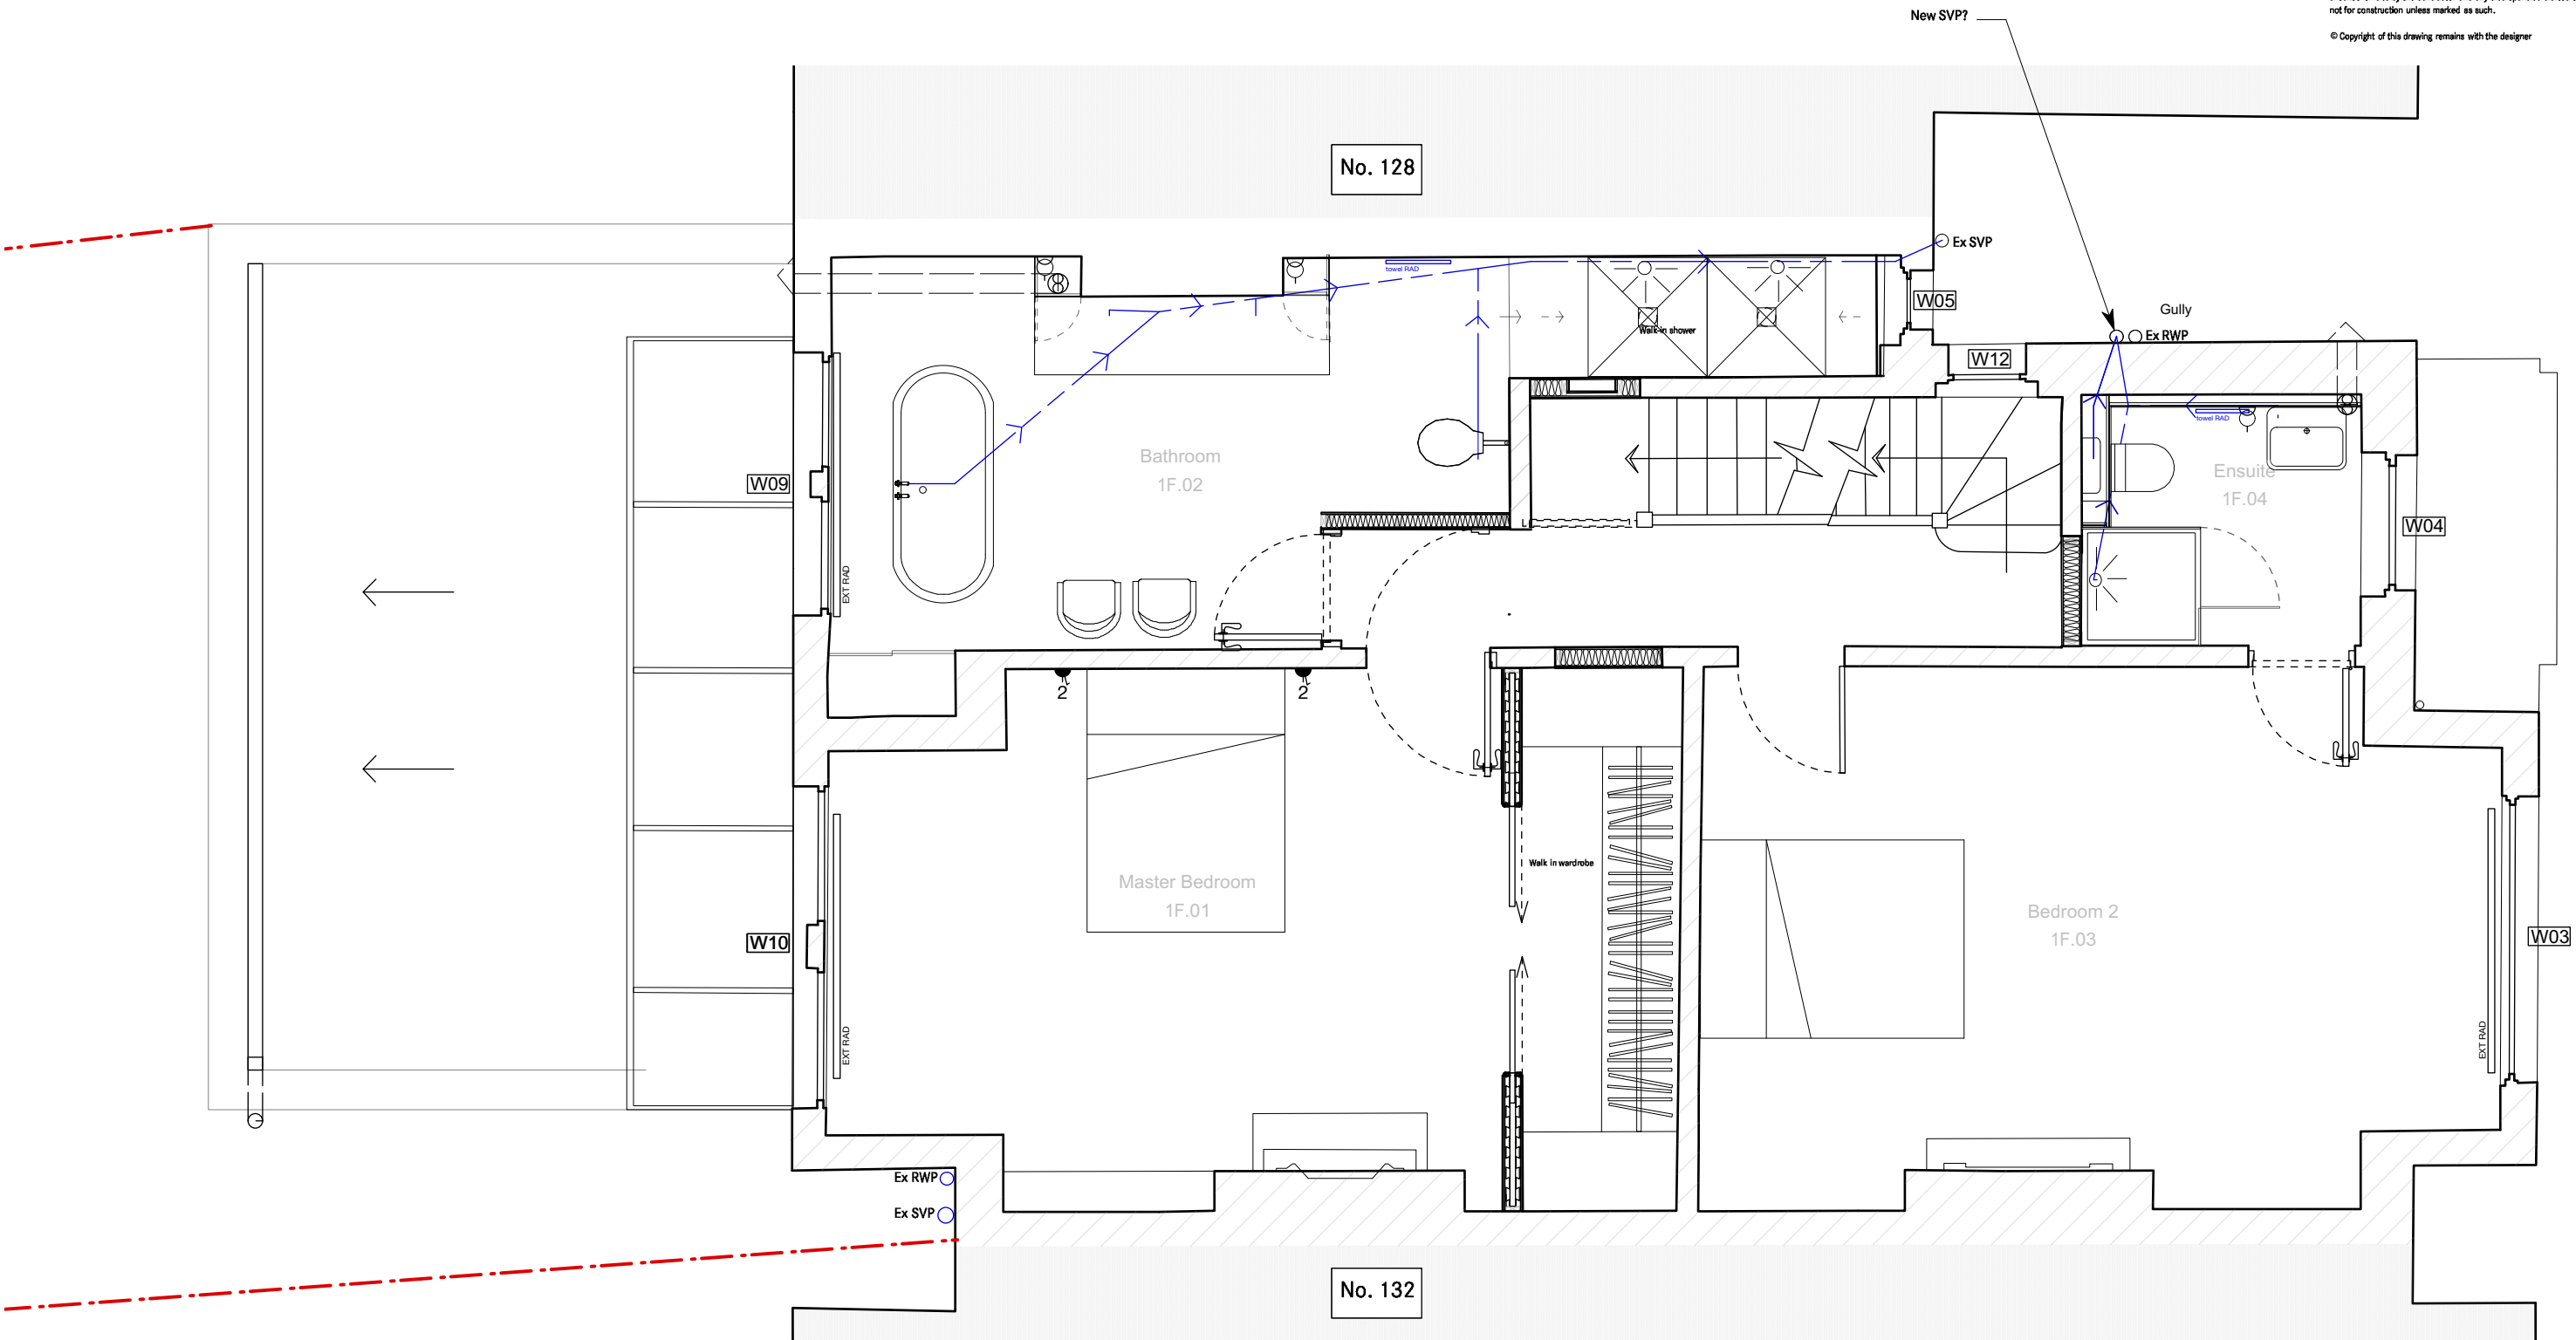 not for construction unless marked as such.
© Copyright of this drawing remains with the designer
New SVP?
No. 128
Ex SVP
towel RAD
W05
Gully
Ex RWP
Walk-in shower
W12
towel RAD
Bathroom
1F.02
Ensuite
1F.04
W09
W04
EXT RAD
2
2
Walk in wardrobe
Master Bedroom
1F.01
Bedroom 2
1F.03
W10
W03
EXT RAD
EXT RAD
Ex RWP
Ex SVP
No. 132